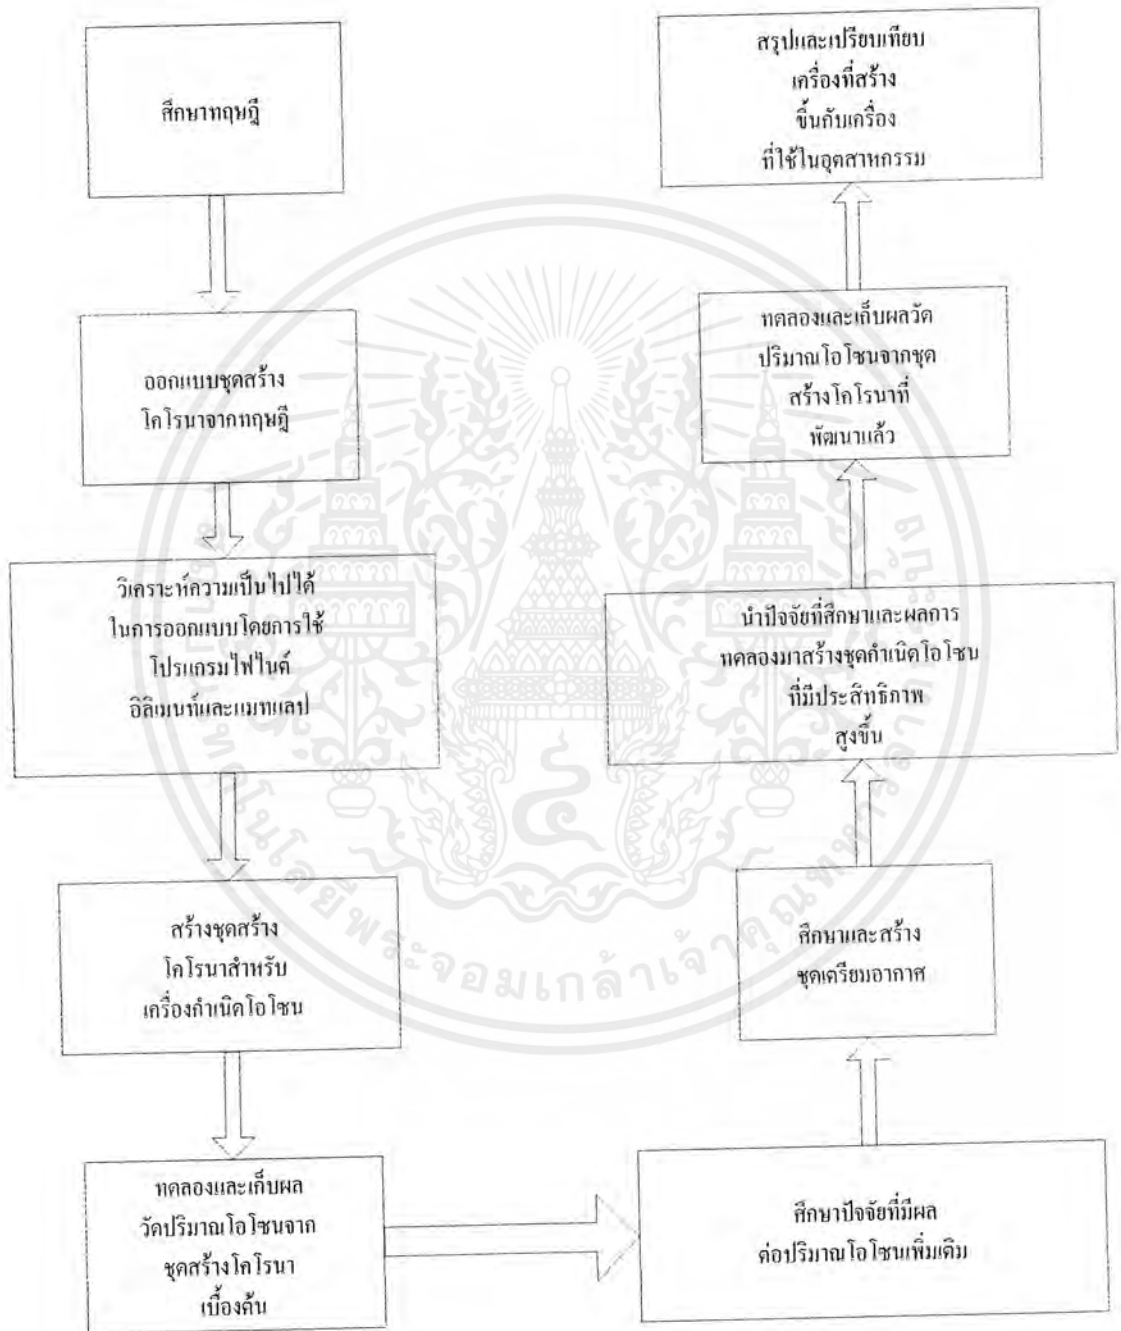 ศึกษาทฤษฎี
ออกแบบชุดสร้าง
โคโรนาจากทฤษฎี
วิเคราะห์ความเป็นไปได้
ในการออกแบบโดยการใช้
โปรแกรมไฟไนต์
อิลิเมนท์และแมทแลป
สร้างชุดสร้าง
โคโรนาสำหรับ
เครื่องกำเนิดโอโซน
ทดลองและเก็บผล
วัดปริมาณโอโซนจาก
ชุดสร้างโคโรนา
เบื้องต้น
ศึกษาปัจจัยที่มีผล
ต่อปริมาณโอโซนเพิ่มเติม
ศึกษาและสร้าง
ชุดเตรียมอากาศ
นำปัจจัยที่ศึกษาและผลการ
ทดลองมาสร้างชุดกำเนิดโอโซน
ที่มีประสิทธิภาพ
สูงขึ้น
ทดลองและเก็บผลวัด
ปริมาณโอโซนจากชุด
สร้างโคโรนาที่
พัฒนาแล้ว
สรุปและเปรียบเทียบ
เครื่องที่สร้าง
ขึ้นกับเครื่อง
ที่ใช้ในอุตสาหกรรม